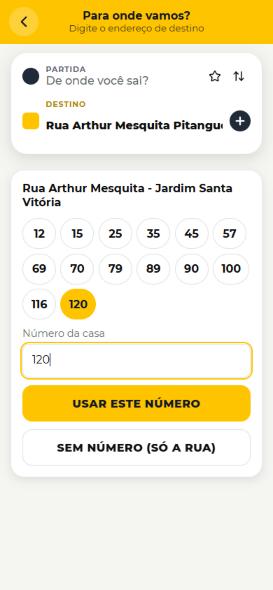 Para onde vamos?
Digite o endereço de destino
PARTIDA
De onde você sai?
DESTINO
Rua Arthur Mesquita Pitangu
Rua Arthur Mesquita - Jardim Santa
Vitória
12 15 25 35 45 57
69 70 79 89 90 100
116 120
Número da casa
120
USAR ESTE NÚMERO
SEM NÚMERO (SÓ A RUA)